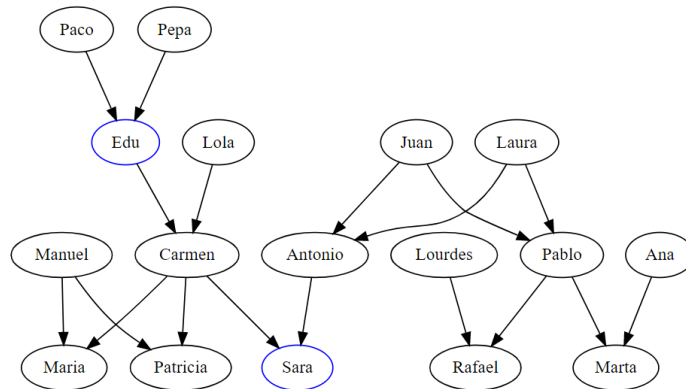 Paco
Pepa
Edu
Lola
Juan
Laura
Manuel
Carmen
Antonio
Lourdes
Pablo
Ana
Maria
Patricia
Sara
Rafael
Marta